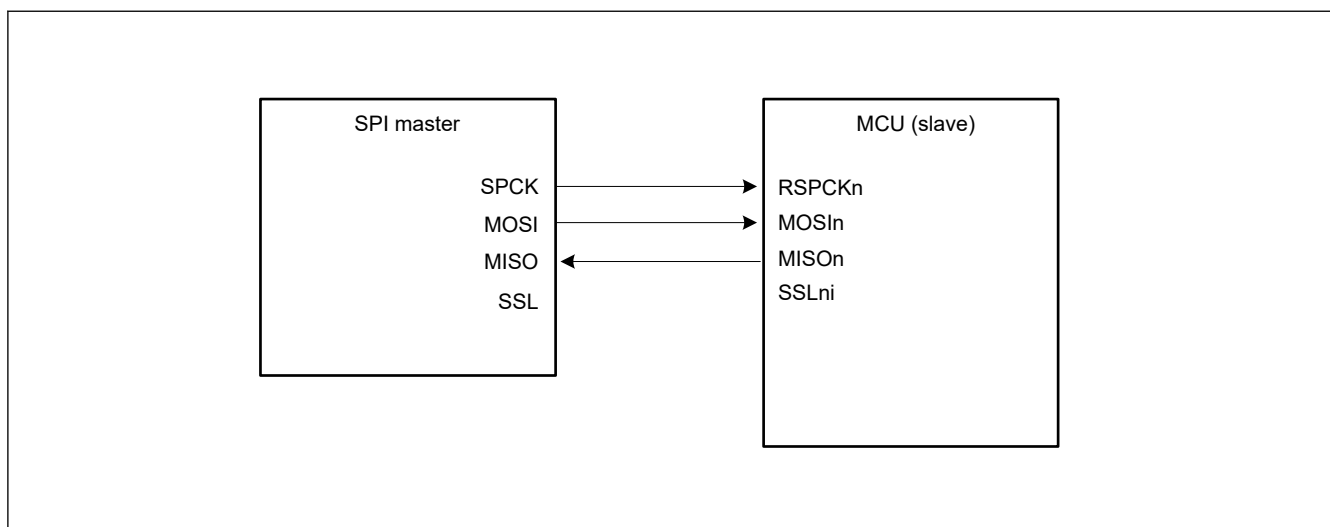 SPI master
SPCK
MOSI
MISO
SSL
MCU (slave)
RSPCKn
MOSIn
MISOn
SSLni